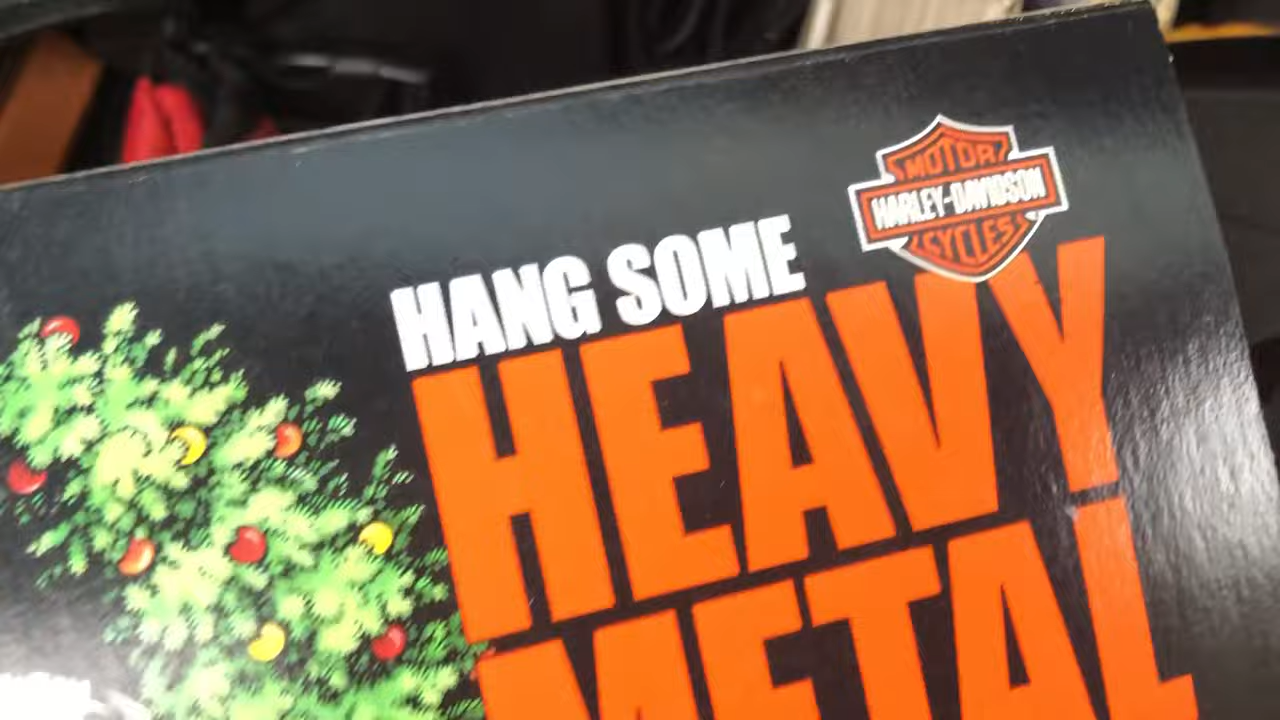 MOTOR
HARLEY-DAVIDSON
CYCLES
HANG SOME
HEAVY
METAL